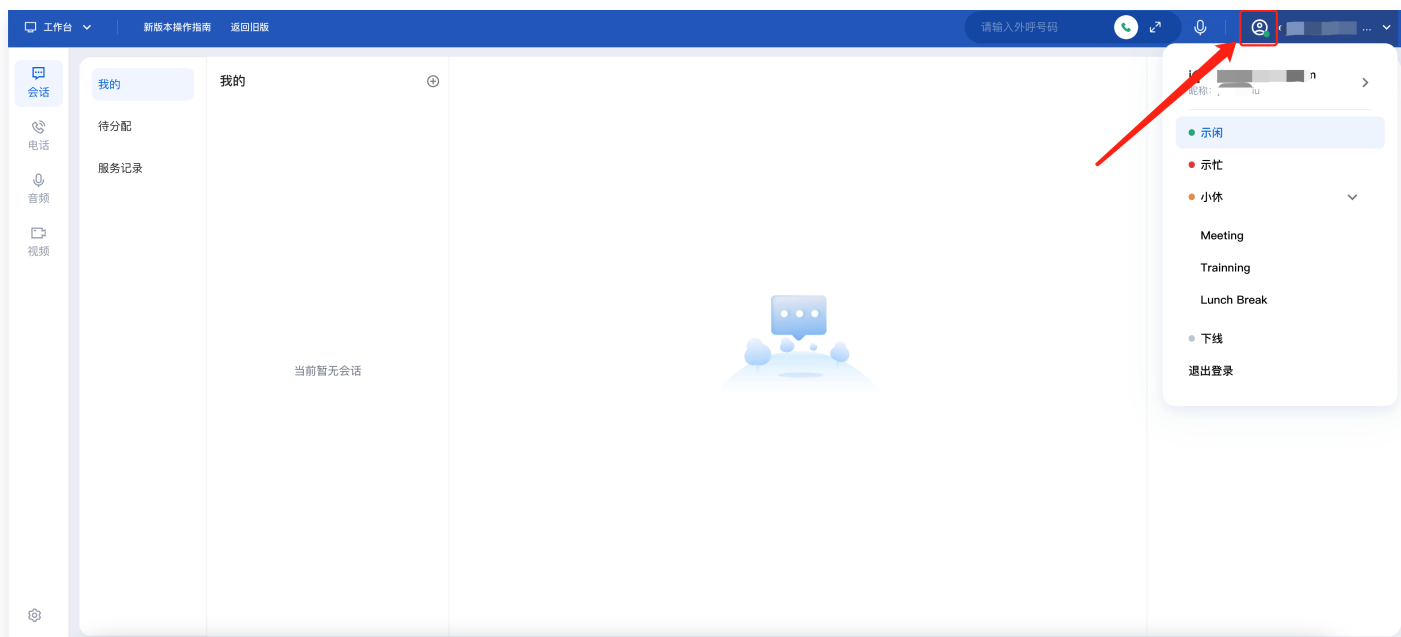 工作台
新版本操作指南
返回旧版
请输入外呼号码
...
会话
电话
音频
视频
我的
待分配
服务记录
我的
当前暂无会话
n
昵称:
iu
示闲
示忙
小休
Meeting
Trainning
Lunch Break
下线
退出登录